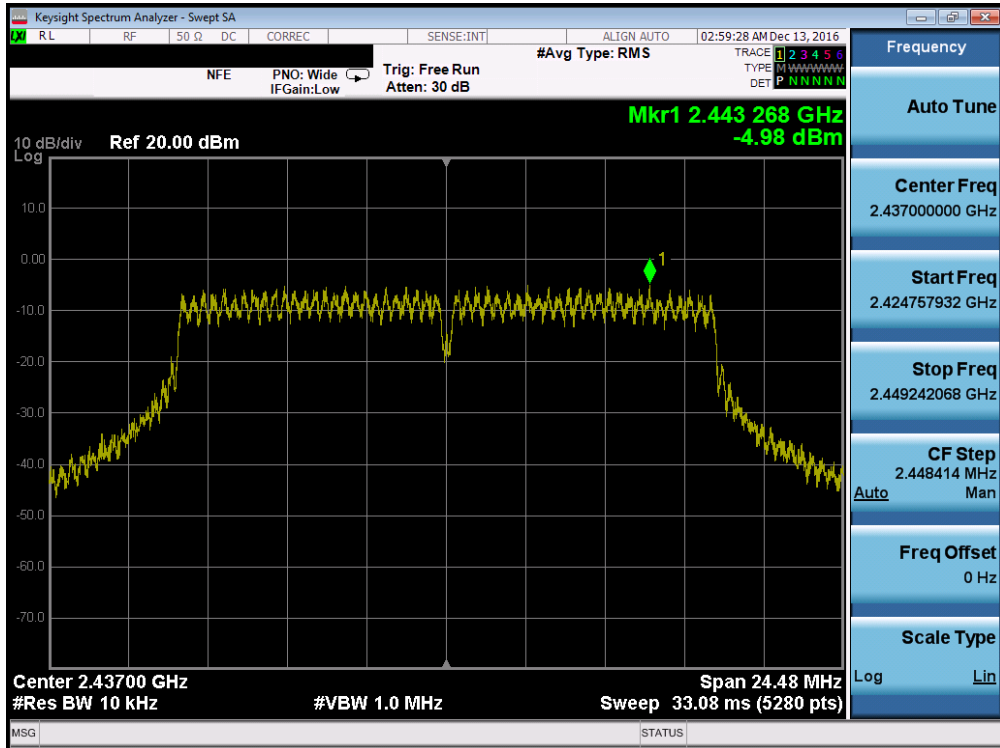 Keysight Spectrum Analyzer - Swept SA
LXI RL RF 50 Ω DC CORREC SENSE:INT ALIGN AUTO 02:59:28 AM Dec 13, 2016
NFE PNO: Wide Trig: Free Run #Avg Type: RMS TRACE 1 2 3 4 5 6
IFGain:Low Atten: 30 dB TYPE M WWWWW
DET P N N N N N
Mkr1 2.443 268 GHz
-4.98 dBm
10 dB/div Ref 20.00 dBm
Log
10.0
0.00
1
-10.0
-20.0
-30.0
-40.0
-50.0
-60.0
-70.0
Center 2.43700 GHz Span 24.48 MHz
#Res BW 10 kHz #VBW 1.0 MHz Sweep 33.08 ms (5280 pts)
MSG STATUS
Frequency
Auto Tune
Center Freq
2.437000000 GHz
Start Freq
2.424757932 GHz
Stop Freq
2.449242068 GHz
CF Step
2.448414 MHz
Auto Man
Freq Offset
0 Hz
Scale Type
Log Lin